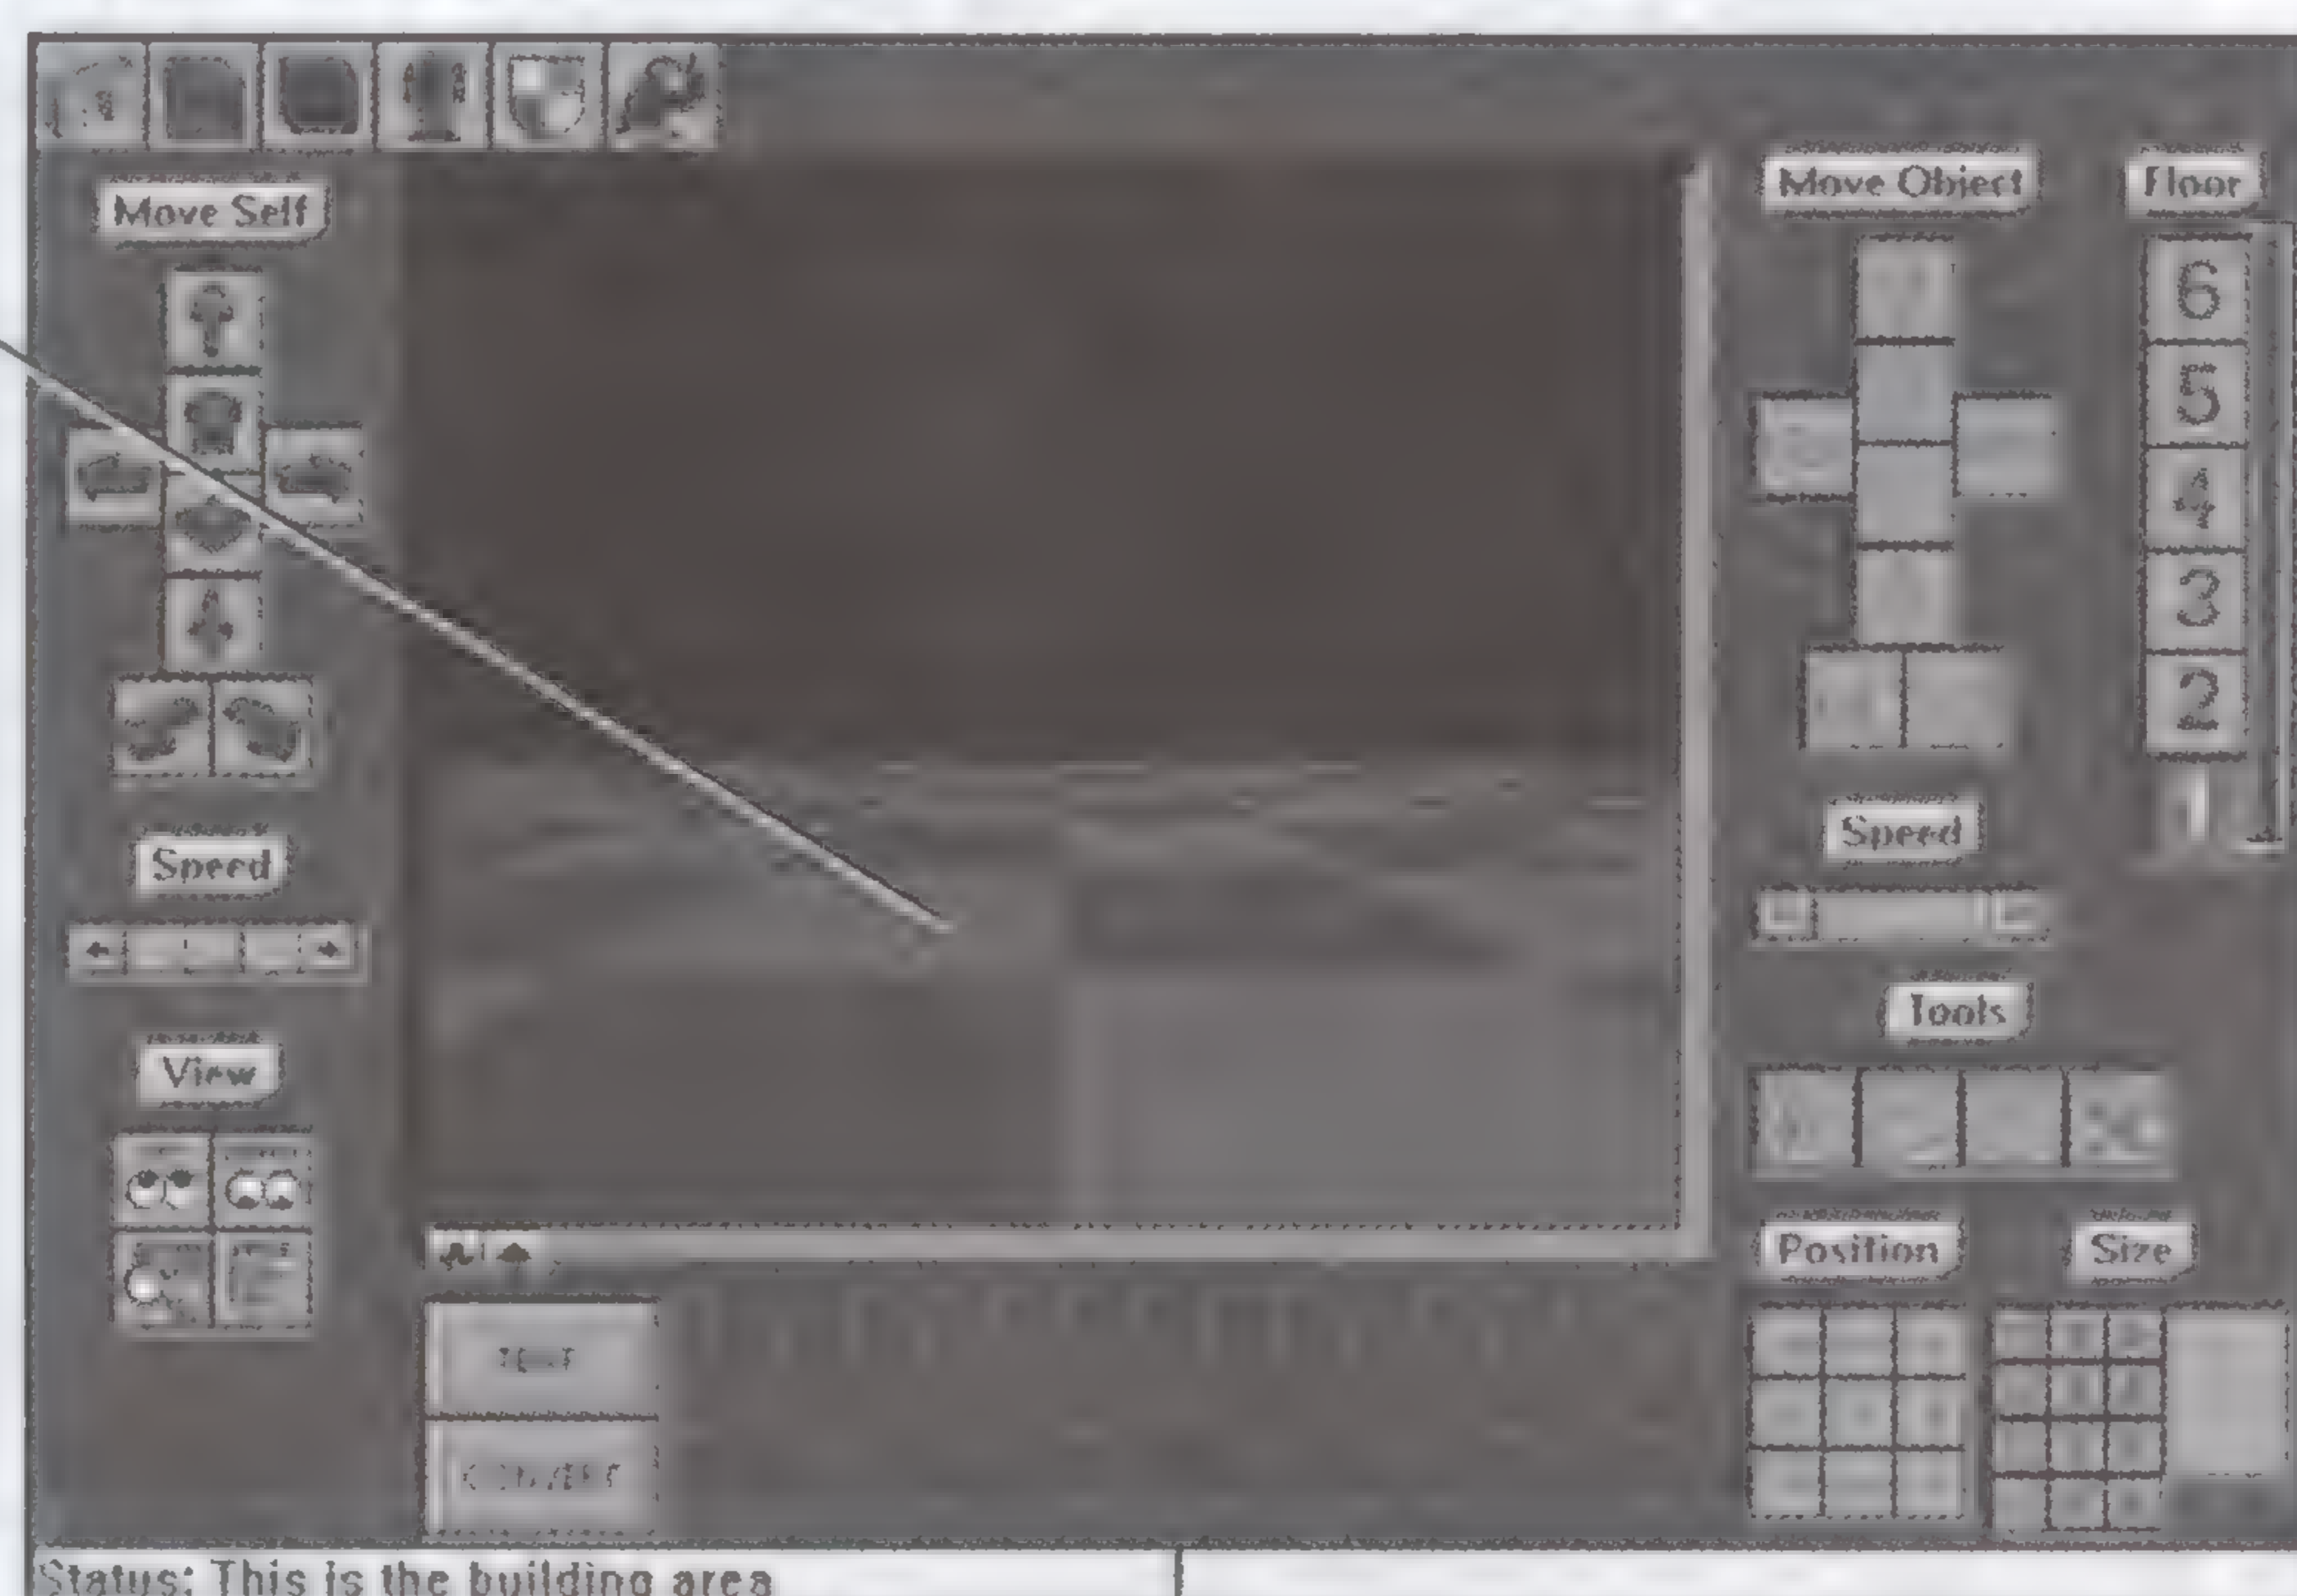 Move Self
Speed
View
Move Object
Floor
6
5
4
3
2
1
Speed
Tools
Position
Size
Status: This is the building area